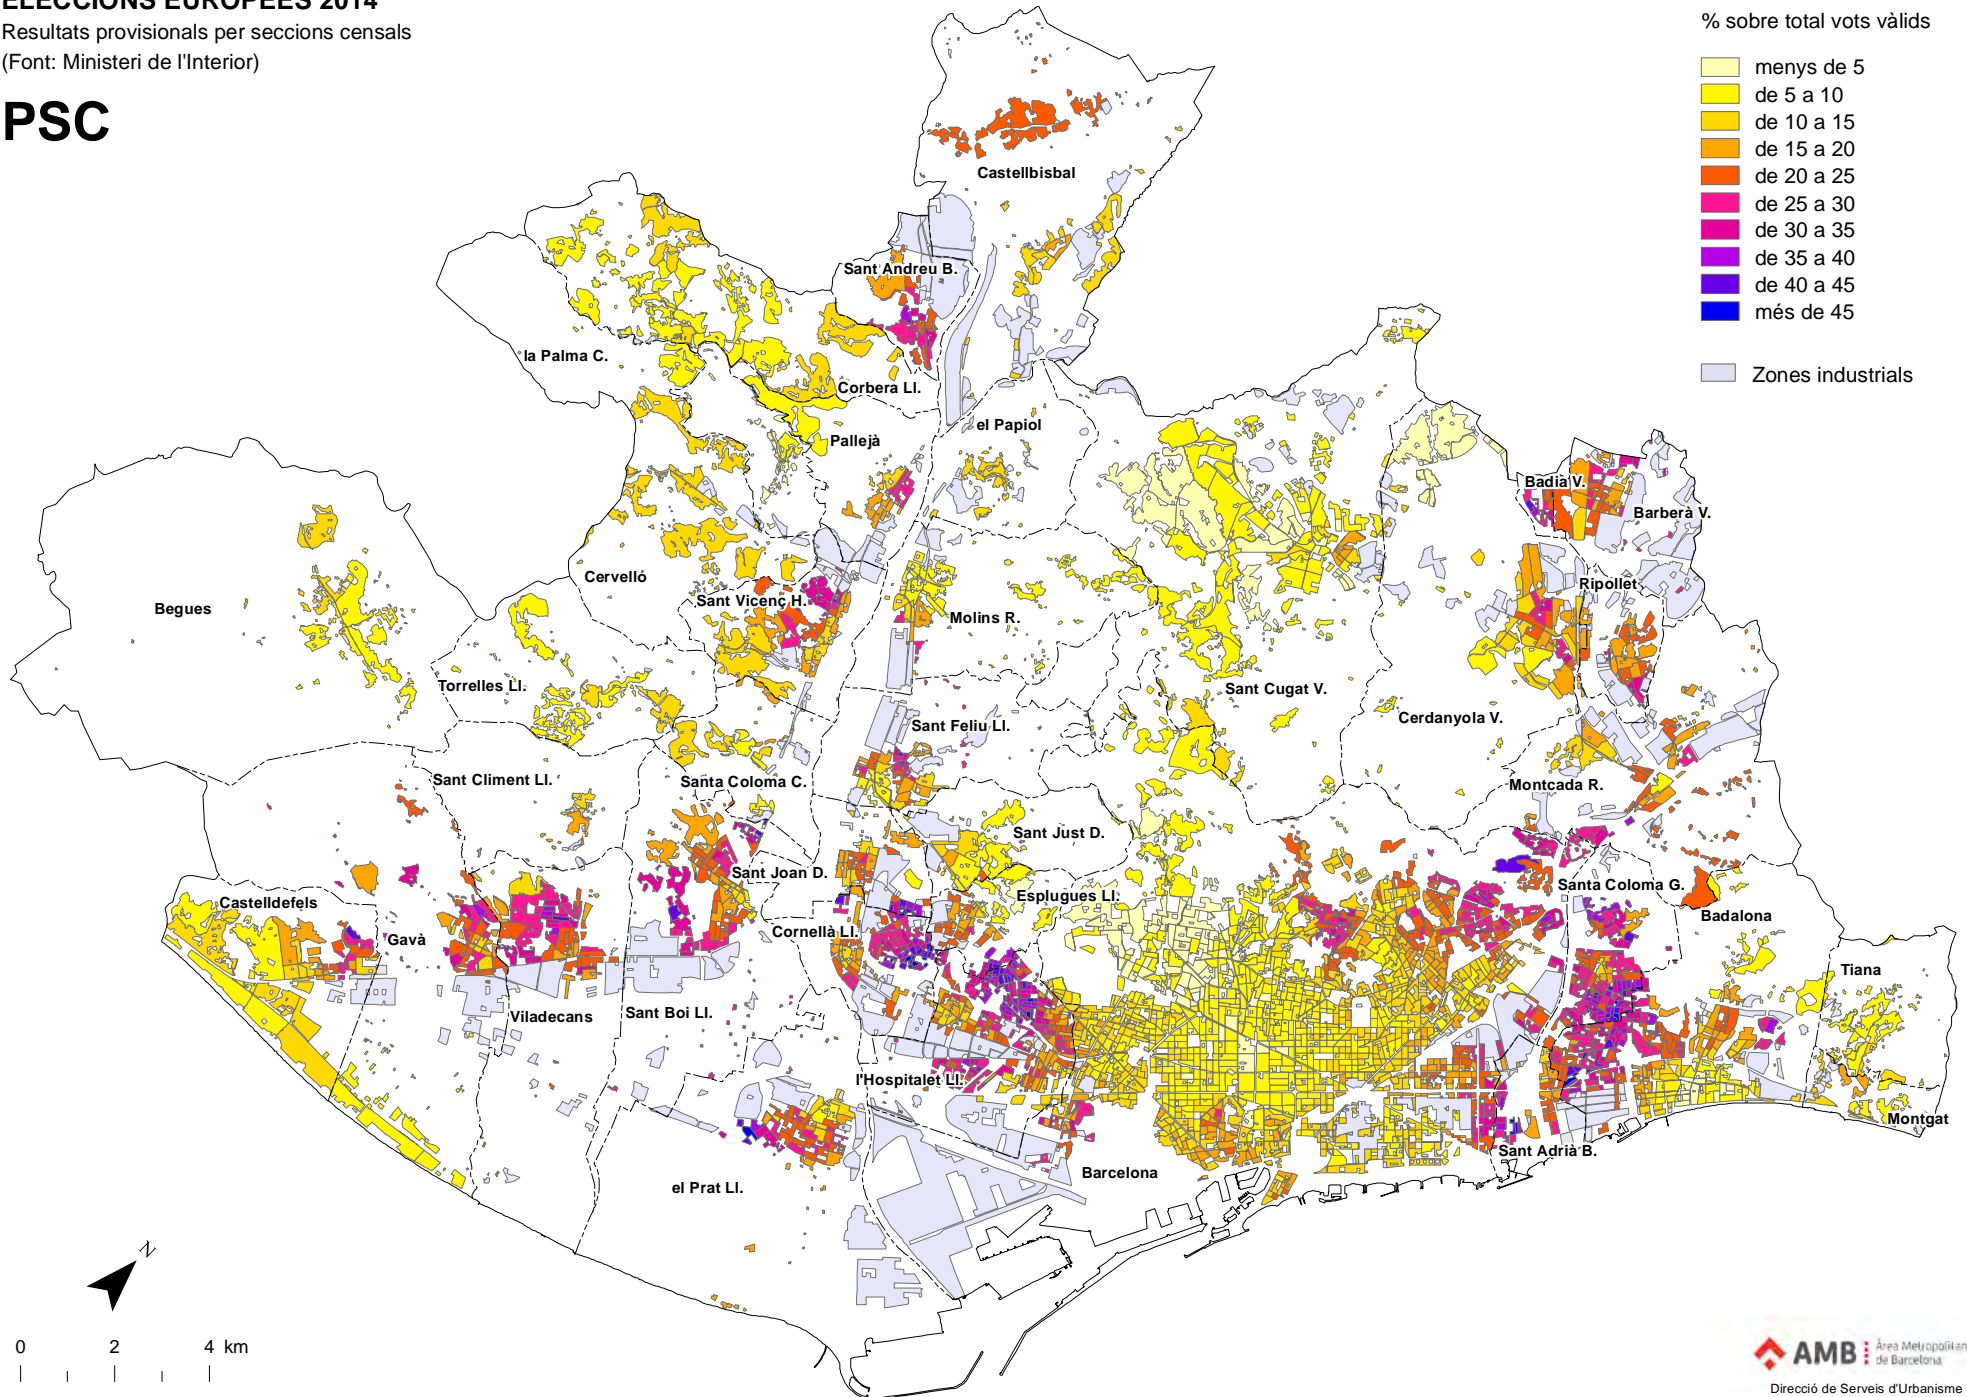 ELECCIONS EUROPEES 2014
Resultats provisionals per seccions censals
(Font: Ministeri de l'Interior)
PSC
% sobre total vots vàlids
menys de 5
de 5 a 10
de 10 a 15
de 15 a 20
de 20 a 25
de 25 a 30
de 30 a 35
de 35 a 40
de 40 a 45
més de 45
Zones industrials
Castellbisbal
Sant Andreu B.
la Palma C.
Corbera Ll.
el Papiol
Pallejà
Badia V.
Barberà V.
Cervelló
Ripollet
Sant Vicenç H.
Begues
Molins R.
Torrelles Ll.
Sant Cugat V.
Cerdanyola V.
Sant Feliu Ll.
Sant Climent Ll.
Santa Coloma C.
Montcada R.
Sant Just D.
Sant Joan D.
Santa Coloma G.
Esplugues Ll.
Castelldefels
Badalona
Cornellà Ll.
Gavà
Tiana
Viladecans
Sant Boi Ll.
l'Hospitalet Ll.
Montgat
Sant Adrià B.
Barcelona
el Prat Ll.
N
0 2 4 km
AMB Àrea Metropolitan
de Barcelona
Direcció de Serveis d'Urbanisme